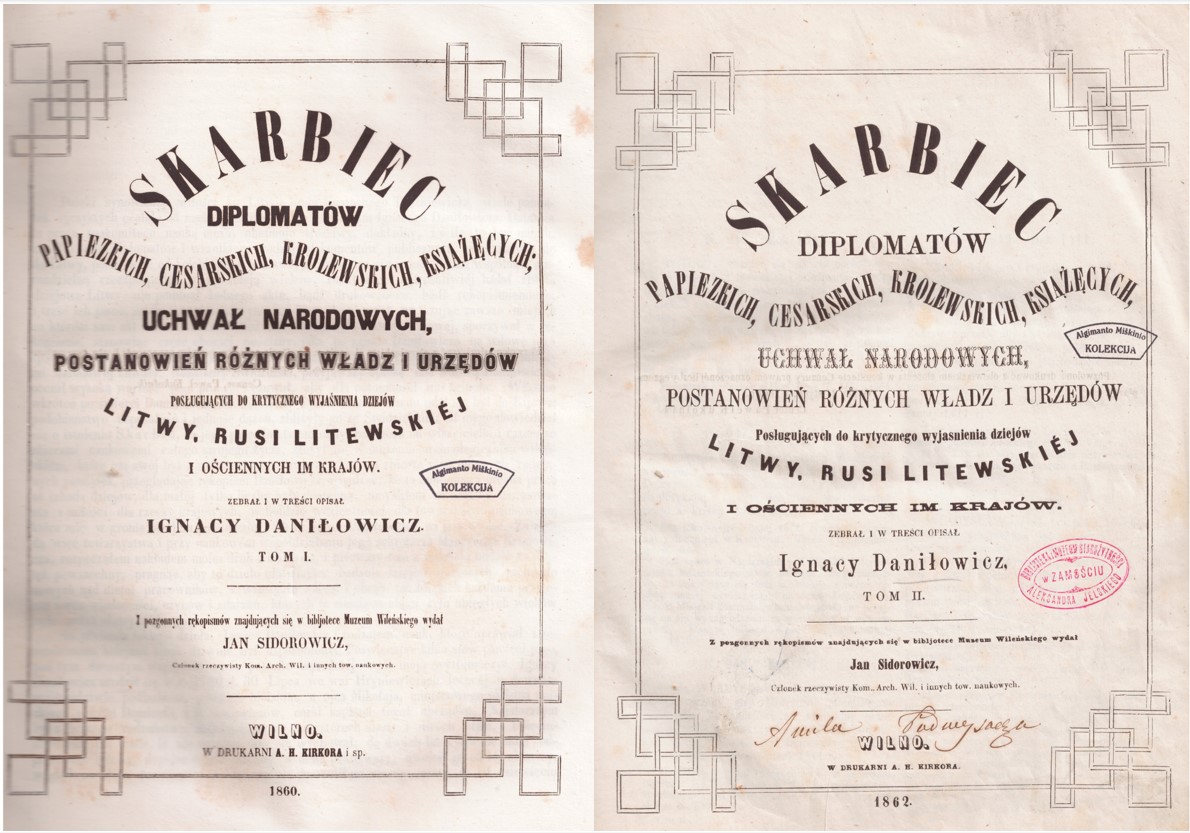 SKARBIEC
DIPLOMATÓW
PAPIEZKICH, CESARSKICH, KROLEWSKICH, KSIĄŻĘCYCH;
UCHWAŁ NARODOWYCH,
POSTANOWIEŃ RÓŻNYCH WŁADZ I URZĘDÓW
POSŁUGUJĄCYCH DO KRYTYCZNEGO WYJAŚNIENIA DZIEJÓW
LITWY, RUSI LITEWSKIÉJ
I OŚCIENNYCH IM KRAJÓW.
Algimanto Miškinio
KOLEKCIJA
ZEBRAŁ I W TREŚCI OPISAŁ
IGNACY DANIŁOWICZ.
TOM I.
Z pozgonnych rękopismów znajdujących się w bibljotece Muzeum Wileńskiego wydał
JAN SIDOROWICZ,
Członek rzeczywisty Kom. Arch. Wil. i innych tow. naukowych.
WILNO.
W DRUKARNI A. H. KIRKORA i sp.
1860.
SKARBIEC
DIPLOMATÓW
PAPIEZKICH, CESARSKICH, KROLEWSKICH, KSIĄŻĘCYCH,
Algimanto Miškinio
KOLEKCIJA
UCHWAŁ NARODOWYCH,
POSTANOWIEŃ RÓŻNYCH WŁADZ I URZĘDÓW
Posługujących do krytycznego wyjasnienia dziejów
LITWY, RUSI LITEWSKIÉJ
I OŚCIENNYCH IM KRAJÓW.
ZEBRAŁ I W TREŚCI OPISAŁ
Ignacy Daniłowicz,
TOM II.
W ZAMOŚCIU
ALEKSANDRA JELSKIEGO
Z pozgonnych rękopismów znajdujących się w bibljotece Muzeum Wileńskiego wydał
Jan Sidorowicz,
Członek rzeczywisty Kom. Arch. Wil. i innych tow. naukowych.
WILNO.
W DRUKARNI A. H. KIRKORA.
1862.